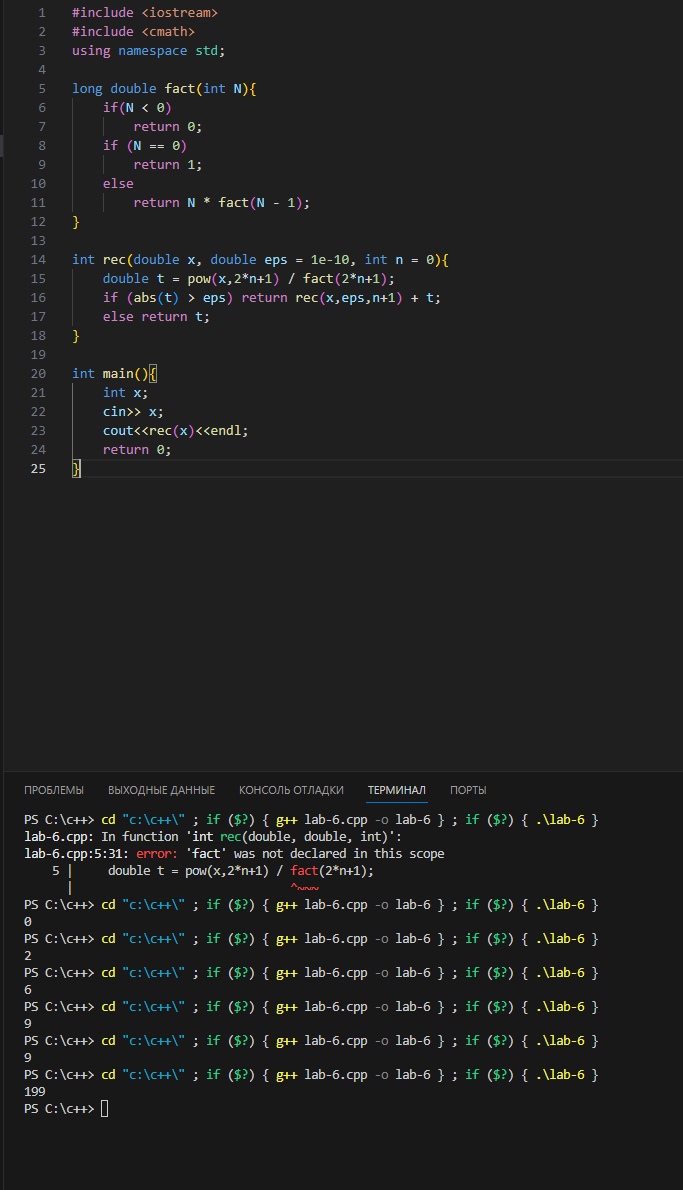 1 #include <iostream>
2 #include <cmath>
3 using namespace std;
4
5 long double fact(int N){
6     if(N < 0)
7         return 0;
8     if (N == 0)
9         return 1;
10     else
11         return N * fact(N - 1);
12 }
13
14 int rec(double x, double eps = 1e-10, int n = 0){
15     double t = pow(x,2*n+1) / fact(2*n+1);
16     if (abs(t) > eps) return rec(x,eps,n+1) + t;
17     else return t;
18 }
19
20 int main(){
21     int x;
22     cin>> x;
23     cout<<rec(x)<<endl;
24     return 0;
25 }
ПРОБЛЕМЫ ВЫХОДНЫЕ ДАННЫЕ КОНСОЛЬ ОТЛАДКИ ТЕРМИНАЛ ПОРТЫ
PS C:\c++> cd "c:\c++\" ; if ($?) { g++ lab-6.cpp -o lab-6 } ; if ($?) { .\lab-6 }
lab-6.cpp: In function 'int rec(double, double, int)':
lab-6.cpp:5:31: error: 'fact' was not declared in this scope
    5 |     double t = pow(x,2*n+1) / fact(2*n+1);
      |                               ^~~~
PS C:\c++> cd "c:\c++\" ; if ($?) { g++ lab-6.cpp -o lab-6 } ; if ($?) { .\lab-6 }
0
PS C:\c++> cd "c:\c++\" ; if ($?) { g++ lab-6.cpp -o lab-6 } ; if ($?) { .\lab-6 }
2
PS C:\c++> cd "c:\c++\" ; if ($?) { g++ lab-6.cpp -o lab-6 } ; if ($?) { .\lab-6 }
6
PS C:\c++> cd "c:\c++\" ; if ($?) { g++ lab-6.cpp -o lab-6 } ; if ($?) { .\lab-6 }
9
PS C:\c++> cd "c:\c++\" ; if ($?) { g++ lab-6.cpp -o lab-6 } ; if ($?) { .\lab-6 }
9
PS C:\c++> cd "c:\c++\" ; if ($?) { g++ lab-6.cpp -o lab-6 } ; if ($?) { .\lab-6 }
199
PS C:\c++>